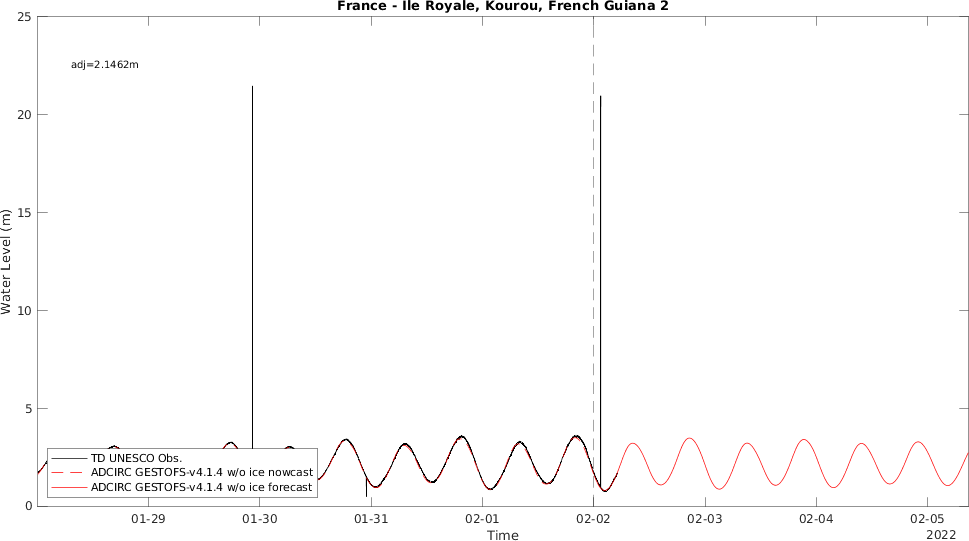 France - Ile Royale, Kourou, French Guiana 2
25
adj=2.1462m
20
15
Water Level (m)
10
5
TD UNESCO Obs.
ADCIRC GESTOFS-v4.1.4 w/o ice nowcast
ADCIRC GESTOFS-v4.1.4 w/o ice forecast
0
01-29 01-30 01-31 02-01 02-02 02-03 02-04 02-05
Time
2022